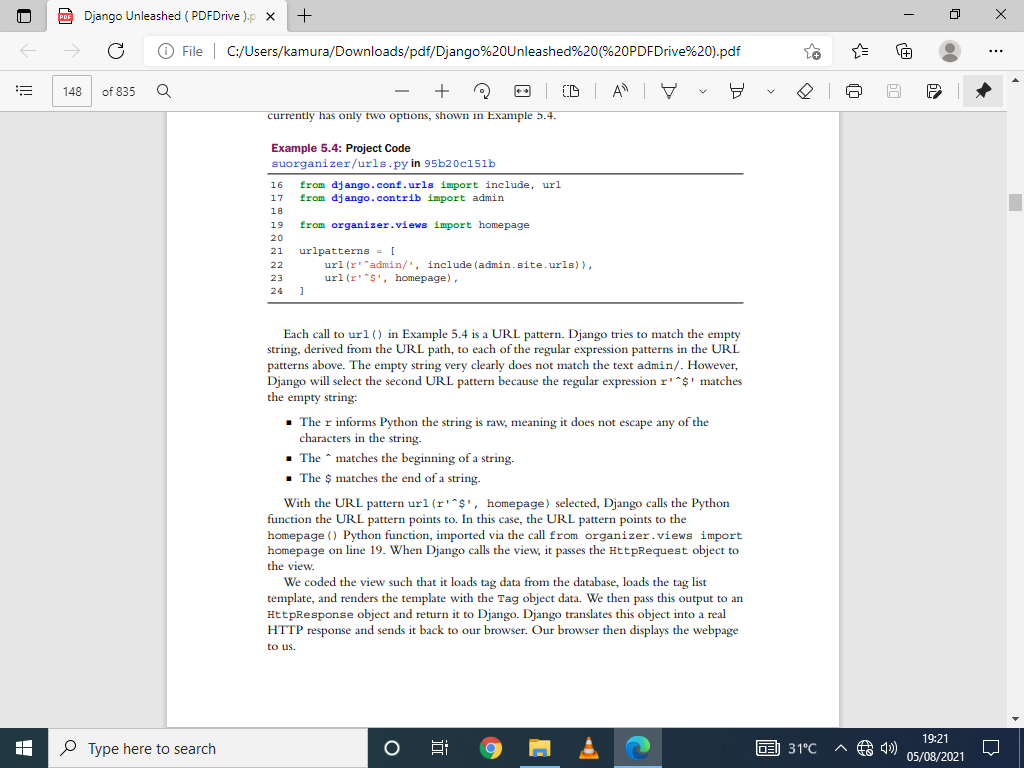 Django Unleashed ( PDFDrive ).p
File
C:/Users/kamura/Downloads/pdf/Django%20Unleashed%20(%20PDFDrive%20).pdf
148 of 835
currently has only two options, shown in Example 5.4.
Example 5.4: Project Code
suorganizer/urls.py in 95b20c151b
16 from django.conf.urls import include, url
17 from django.contrib import admin
18
19 from organizer.views import homepage
20
21 urlpatterns = [
22 url(r'^admin/', include(admin.site.urls)),
23 url(r'^$', homepage),
24 ]
Each call to url() in Example 5.4 is a URL pattern. Django tries to match the empty
string, derived from the URL path, to each of the regular expression patterns in the URL
patterns above. The empty string very clearly does not match the text admin/. However,
Django will select the second URL pattern because the regular expression r'^$' matches
the empty string:
▪ The r informs Python the string is raw, meaning it does not escape any of the
characters in the string.
▪ The ^ matches the beginning of a string.
▪ The $ matches the end of a string.
With the URL pattern url(r'^$', homepage) selected, Django calls the Python
function the URL pattern points to. In this case, the URL pattern points to the
homepage() Python function, imported via the call from organizer.views import
homepage on line 19. When Django calls the view, it passes the HttpRequest object to
the view.
We coded the view such that it loads tag data from the database, loads the tag list
template, and renders the template with the Tag object data. We then pass this output to an
HttpResponse object and return it to Django. Django translates this object into a real
HTTP response and sends it back to our browser. Our browser then displays the webpage
to us.
Type here to search
31°C
19:21
05/08/2021